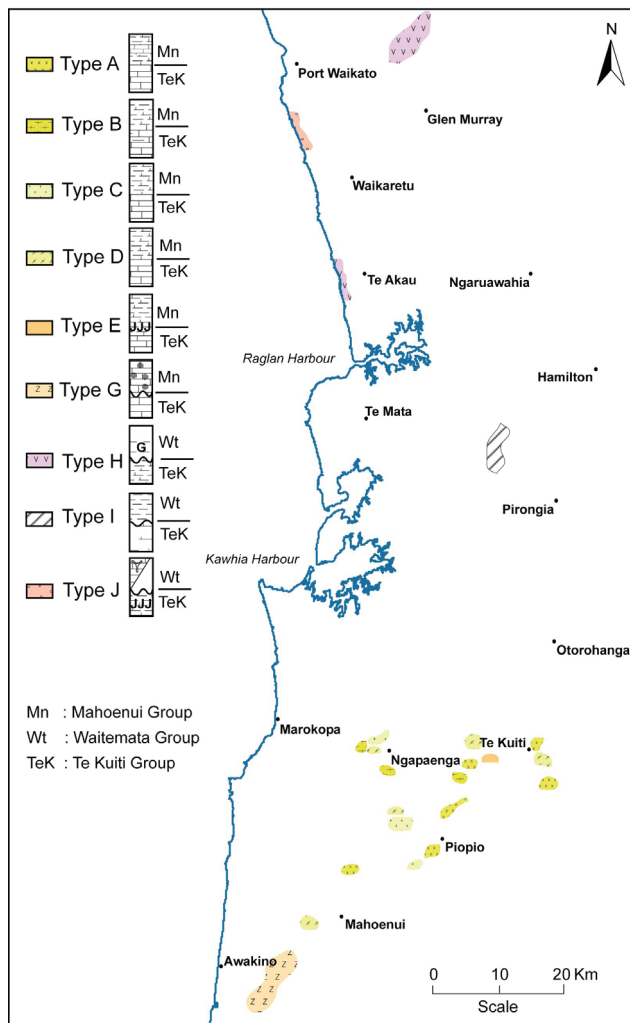 Type A
Mn
TeK
Type B
Mn
TeK
Type C
Mn
TeK
Type D
Mn
TeK
Type E
JJJ
Mn
TeK
Type G
Mn
TeK
Type H
G
Wt
TeK
Type I
Wt
TeK
Type J
JJJ
Wt
TeK
Mn : Mahoenui Group
Wt : Waitemata Group
TeK : Te Kuiti Group
N
Port Waikato
Glen Murray
Waikaretu
Te Akau
Ngaruawahia
Raglan Harbour
Hamilton
Te Mata
Pirongia
Kawhia Harbour
Otorohanga
Marokopa
Ngapaenga
Te Kuiti
Piopio
Mahoenui
Awakino
0 10 20 Km
Scale